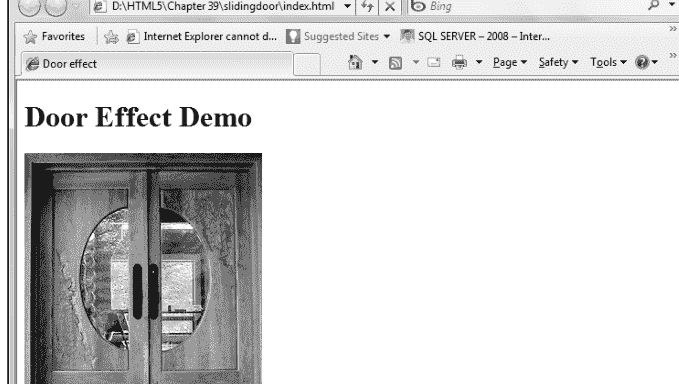 D:\HTML5\Chapter 39\slidingdoor\index.html
Bing
Favorites
Internet Explorer cannot d...
Suggested Sites
SQL SERVER – 2008 – Inter...
Door effect
Page
Safety
Tools
Door Effect Demo